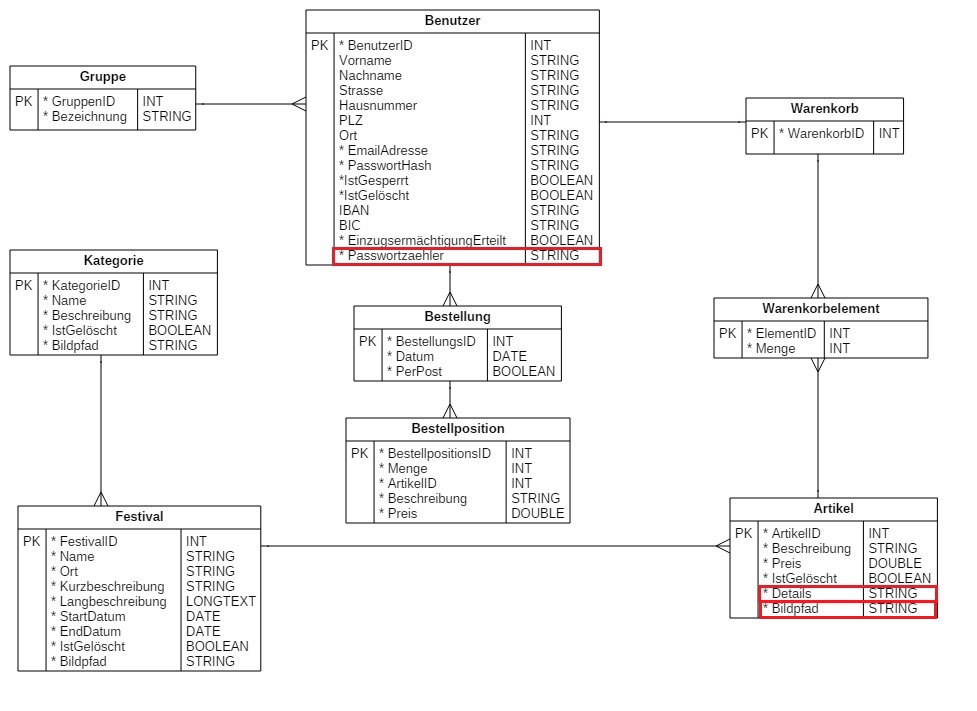 Benutzer
PK * BenutzerID INT
Vorname STRING
Nachname STRING
Strasse STRING
Hausnummer STRING
PLZ INT
Ort STRING
* EmailAdresse STRING
* PasswortHash STRING
*IstGesperrt BOOLEAN
*IstGelöscht BOOLEAN
IBAN STRING
BIC STRING
* EinzugsermächtigungErteilt BOOLEAN
* Passwortzaehler STRING
Gruppe
PK * GruppenID INT
* Bezeichnung STRING
Warenkorb
PK * WarenkorbID INT
Kategorie
PK * KategorieID INT
* Name STRING
* Beschreibung STRING
* IstGelöscht BOOLEAN
* Bildpfad STRING
Bestellung
PK * BestellungsID INT
* Datum DATE
* PerPost BOOLEAN
Warenkorbelement
PK * ElementID INT
* Menge INT
Bestellposition
PK * BestellpositionsID INT
* Menge INT
* ArtikelID INT
* Beschreibung STRING
* Preis DOUBLE
Festival
PK * FestivalID INT
* Name STRING
* Ort STRING
* Kurzbeschreibung STRING
* Langbeschreibung LONGTEXT
* StartDatum DATE
* EndDatum DATE
* IstGelöscht BOOLEAN
* Bildpfad STRING
Artikel
PK * ArtikelID INT
* Beschreibung STRING
* Preis DOUBLE
* IstGelöscht BOOLEAN
* Details STRING
* Bildpfad STRING